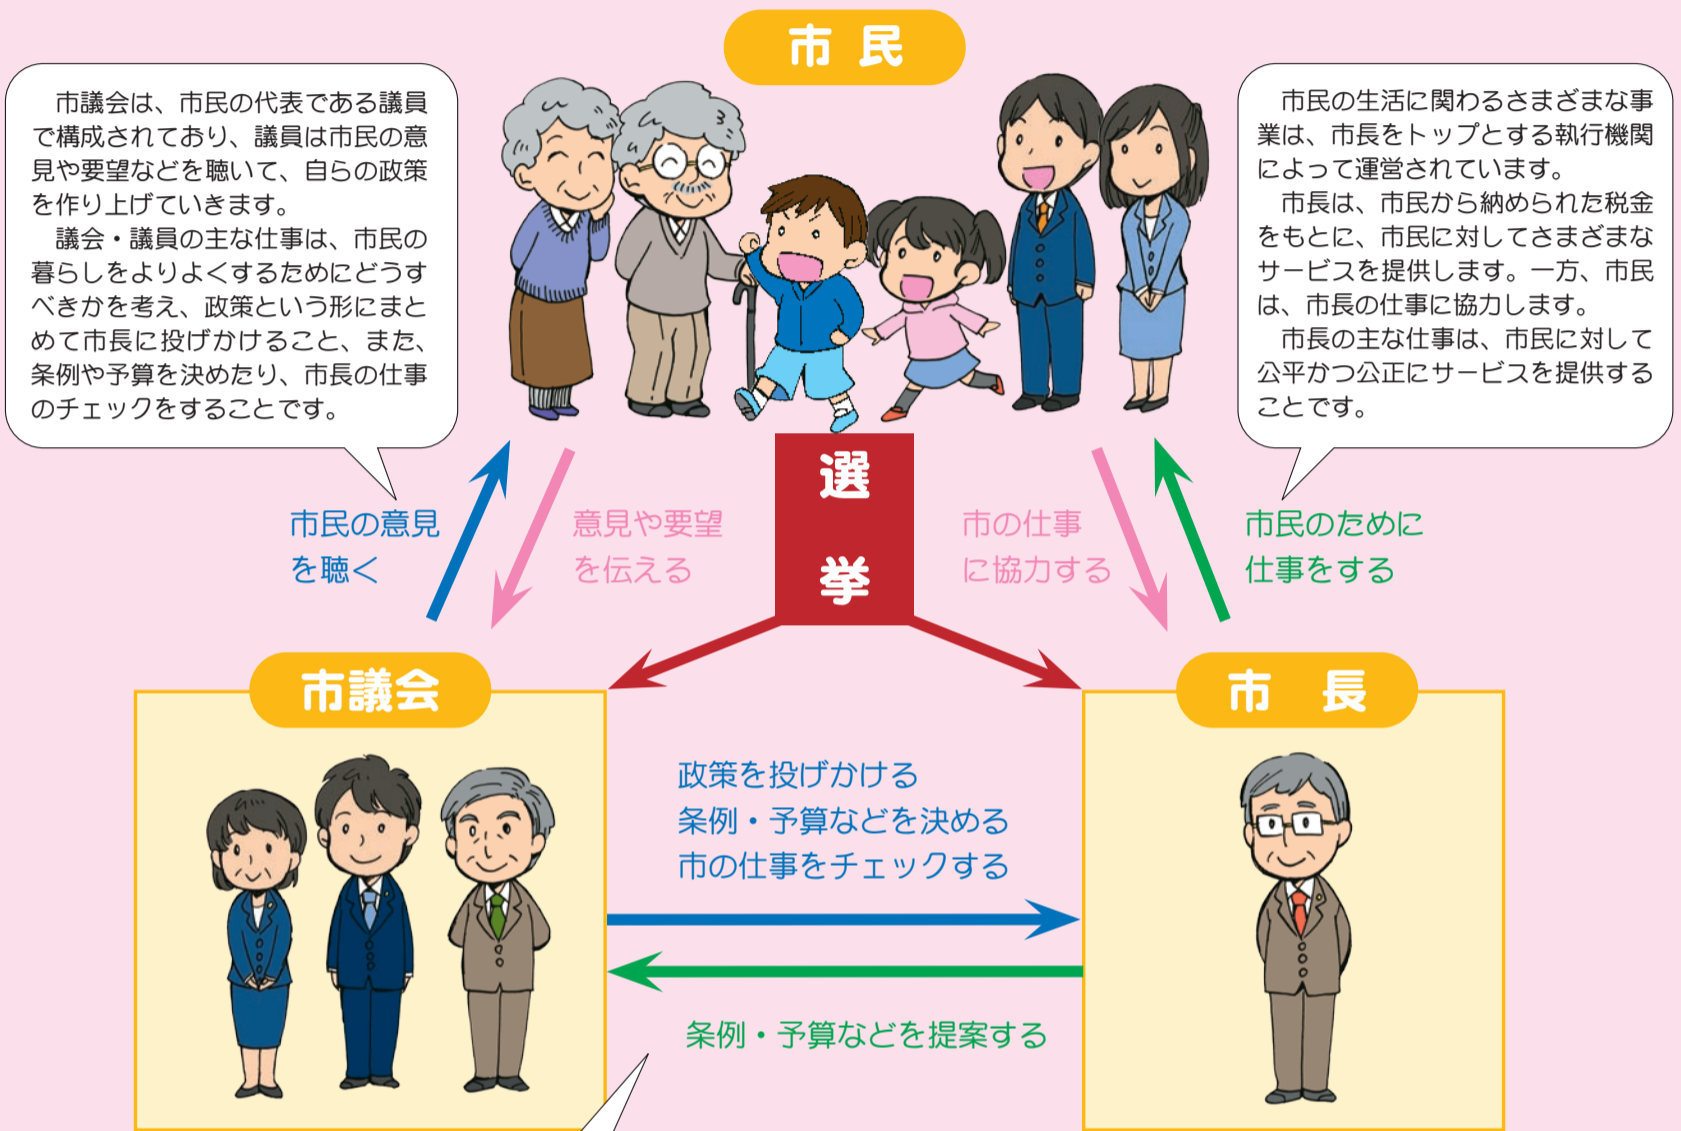 市 民
市議会は、市民の代表である議員
で構成されており、議員は市民の意
見や要望などを聴いて、自らの政策
を作り上げていきます。
議会・議員の主な仕事は、市民の
暮らしをよりよくするためにどうす
べきかを考え、政策という形にまと
めて市長に投げかけること、また、
条例や予算を決めたり、市長の仕事
のチェックをすることです。
市民の生活に関わるさまざまな事
業は、市長をトップとする執行機関
によって運営されています。
市長は、市民から納められた税金
をもとに、市民に対してさまざまな
サービスを提供します。一方、市民
は、市長の仕事に協力します。
市長の主な仕事は、市民に対して
公平かつ公正にサービスを提供する
ことです。
市民の意見
を聴く
意見や要望
を伝える
選
挙
市の仕事
に協力する
市民のために
仕事をする
市議会
市 長
政策を投げかける
条例・予算などを決める
市の仕事をチェックする
条例・予算などを提案する